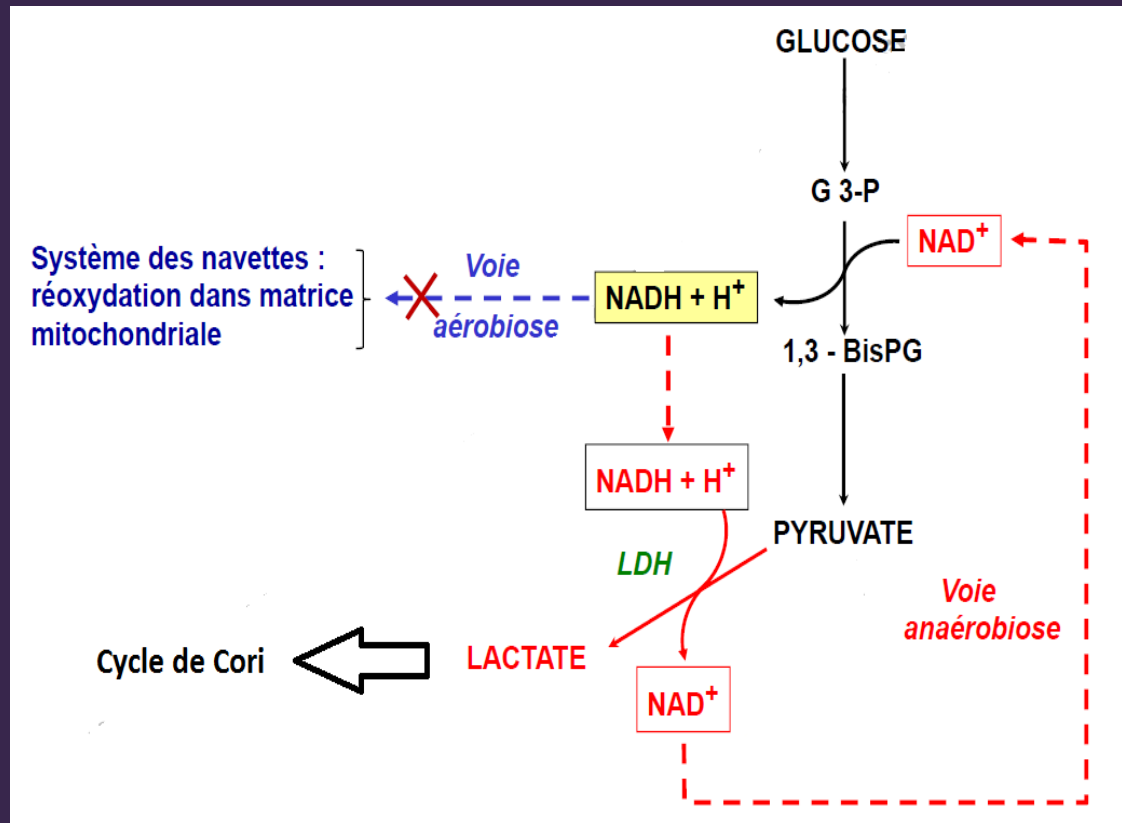 GLUCOSE
G 3-P
NAD+
Système des navettes :
réoxydation dans matrice
mitochondriale
Voie
aérobiose
NADH + H+
1,3 - BisPG
NADH + H+
PYRUVATE
LDH
Voie
anaérobiose
Cycle de Cori
LACTATE
NAD+